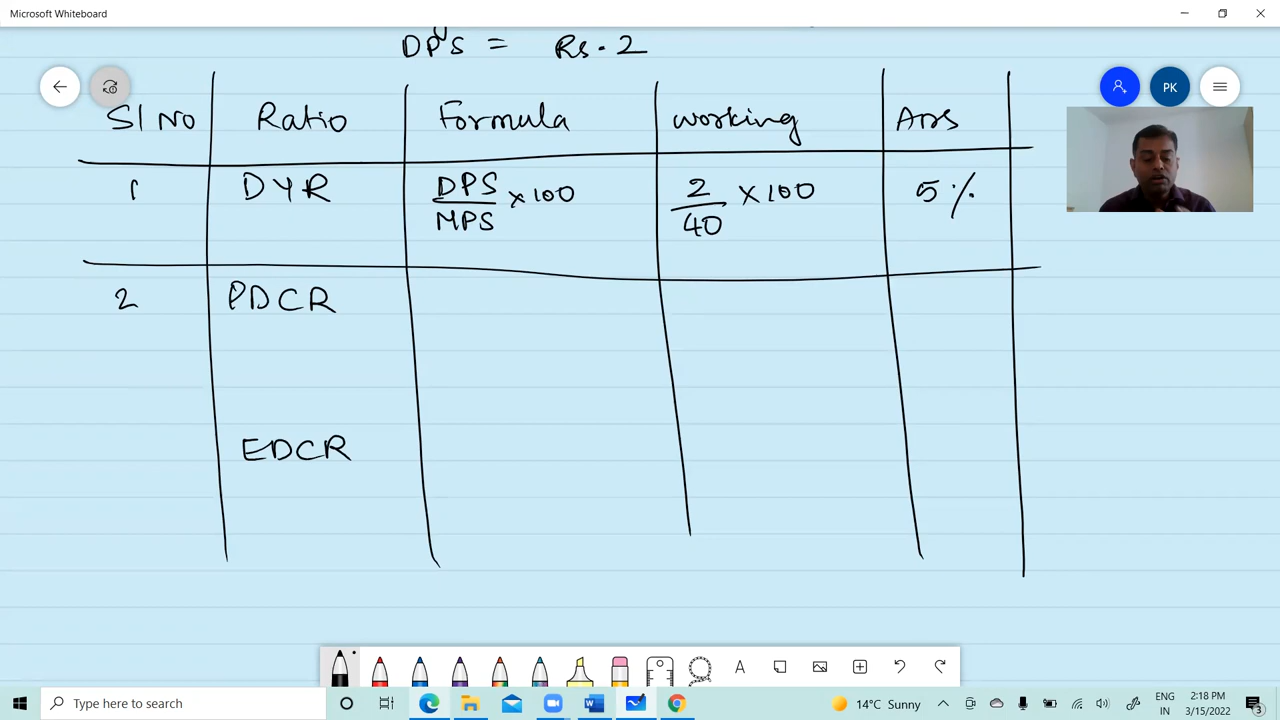 Microsoft Whiteboard
DPS = Rs. 2
PK
Sl No Ratio Formula working Ans
1 DYR DPS/MPS × 100 2/40 × 100 5%
2 PDCR
EDCR
A
Type here to search
14°C Sunny
ENG
IN
2:18 PM
3/15/2022
3